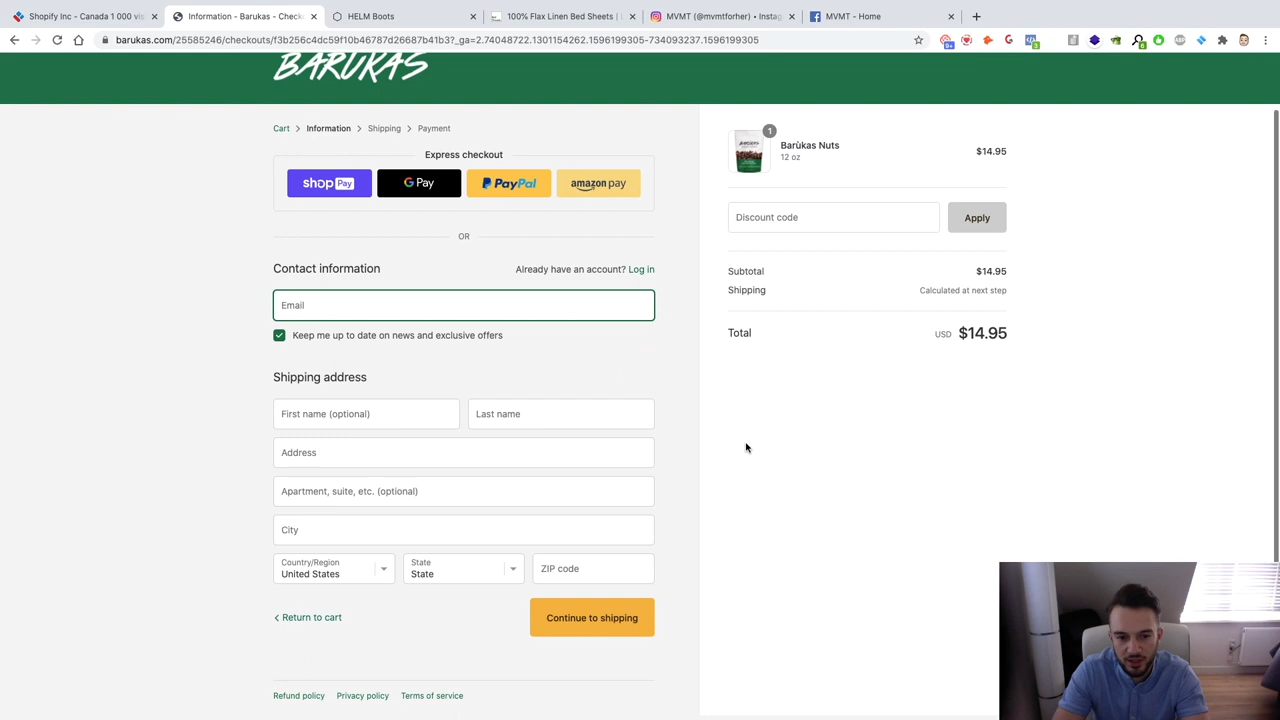 Shopify Inc - Canada 1 000 vis
Information - Barukas - Check
HELM Boots
100% Flax Linen Bed Sheets |
MVMT (@mvmtforher) • Instag
MVMT - Home
barukas.com/25585246/checkouts/f3b256c4dc59f10b46787d26687b41b3?_ga=2.74048722.1301154262.1596199305-734093237.1596199305
BARUKAS
Cart > Information > Shipping > Payment
Express checkout
shop Pay
G Pay
PayPal
amazon pay
OR
Contact information
Already have an account? Log in
Email
Keep me up to date on news and exclusive offers
Shipping address
First name (optional)
Last name
Address
Apartment, suite, etc. (optional)
City
Country/Region
United States
State
State
ZIP code
Return to cart
Continue to shipping
Refund policy
Privacy policy
Terms of service
1
Barùkas Nuts
12 oz
$14.95
Discount code
Apply
Subtotal
$14.95
Shipping
Calculated at next step
Total
USD $14.95